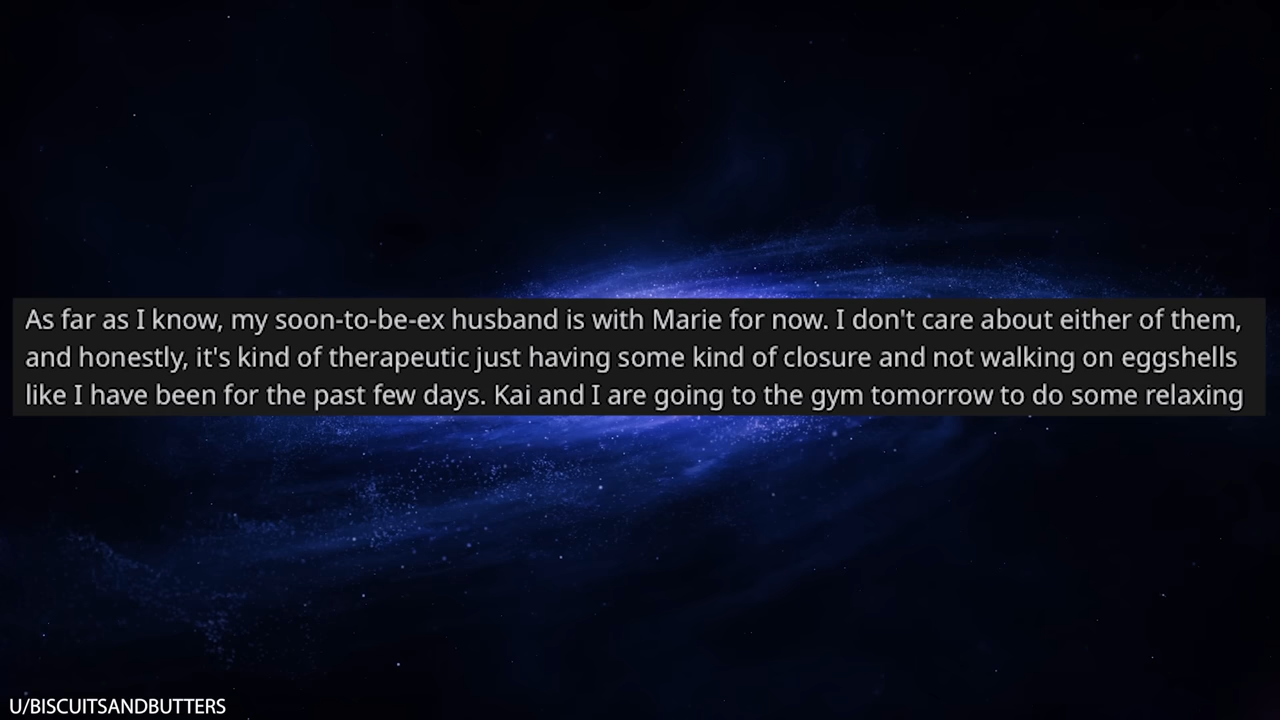 As far as I know, my soon-to-be-ex husband is with Marie for now. I don't care about either of them,
and honestly, it's kind of therapeutic just having some kind of closure and not walking on eggshells
like I have been for the past few days. Kai and I are going to the gym tomorrow to do some relaxing
U/BISCUITSANDBUTTERS